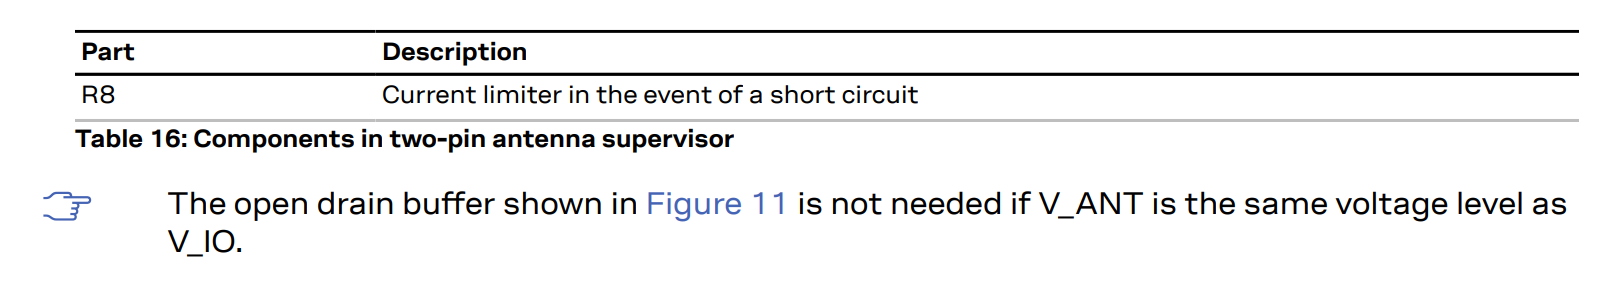 Part Description
R8 Current limiter in the event of a short circuit
Table 16: Components in two-pin antenna supervisor
The open drain buffer shown in Figure 11 is not needed if V_ANT is the same voltage level as
V_IO.